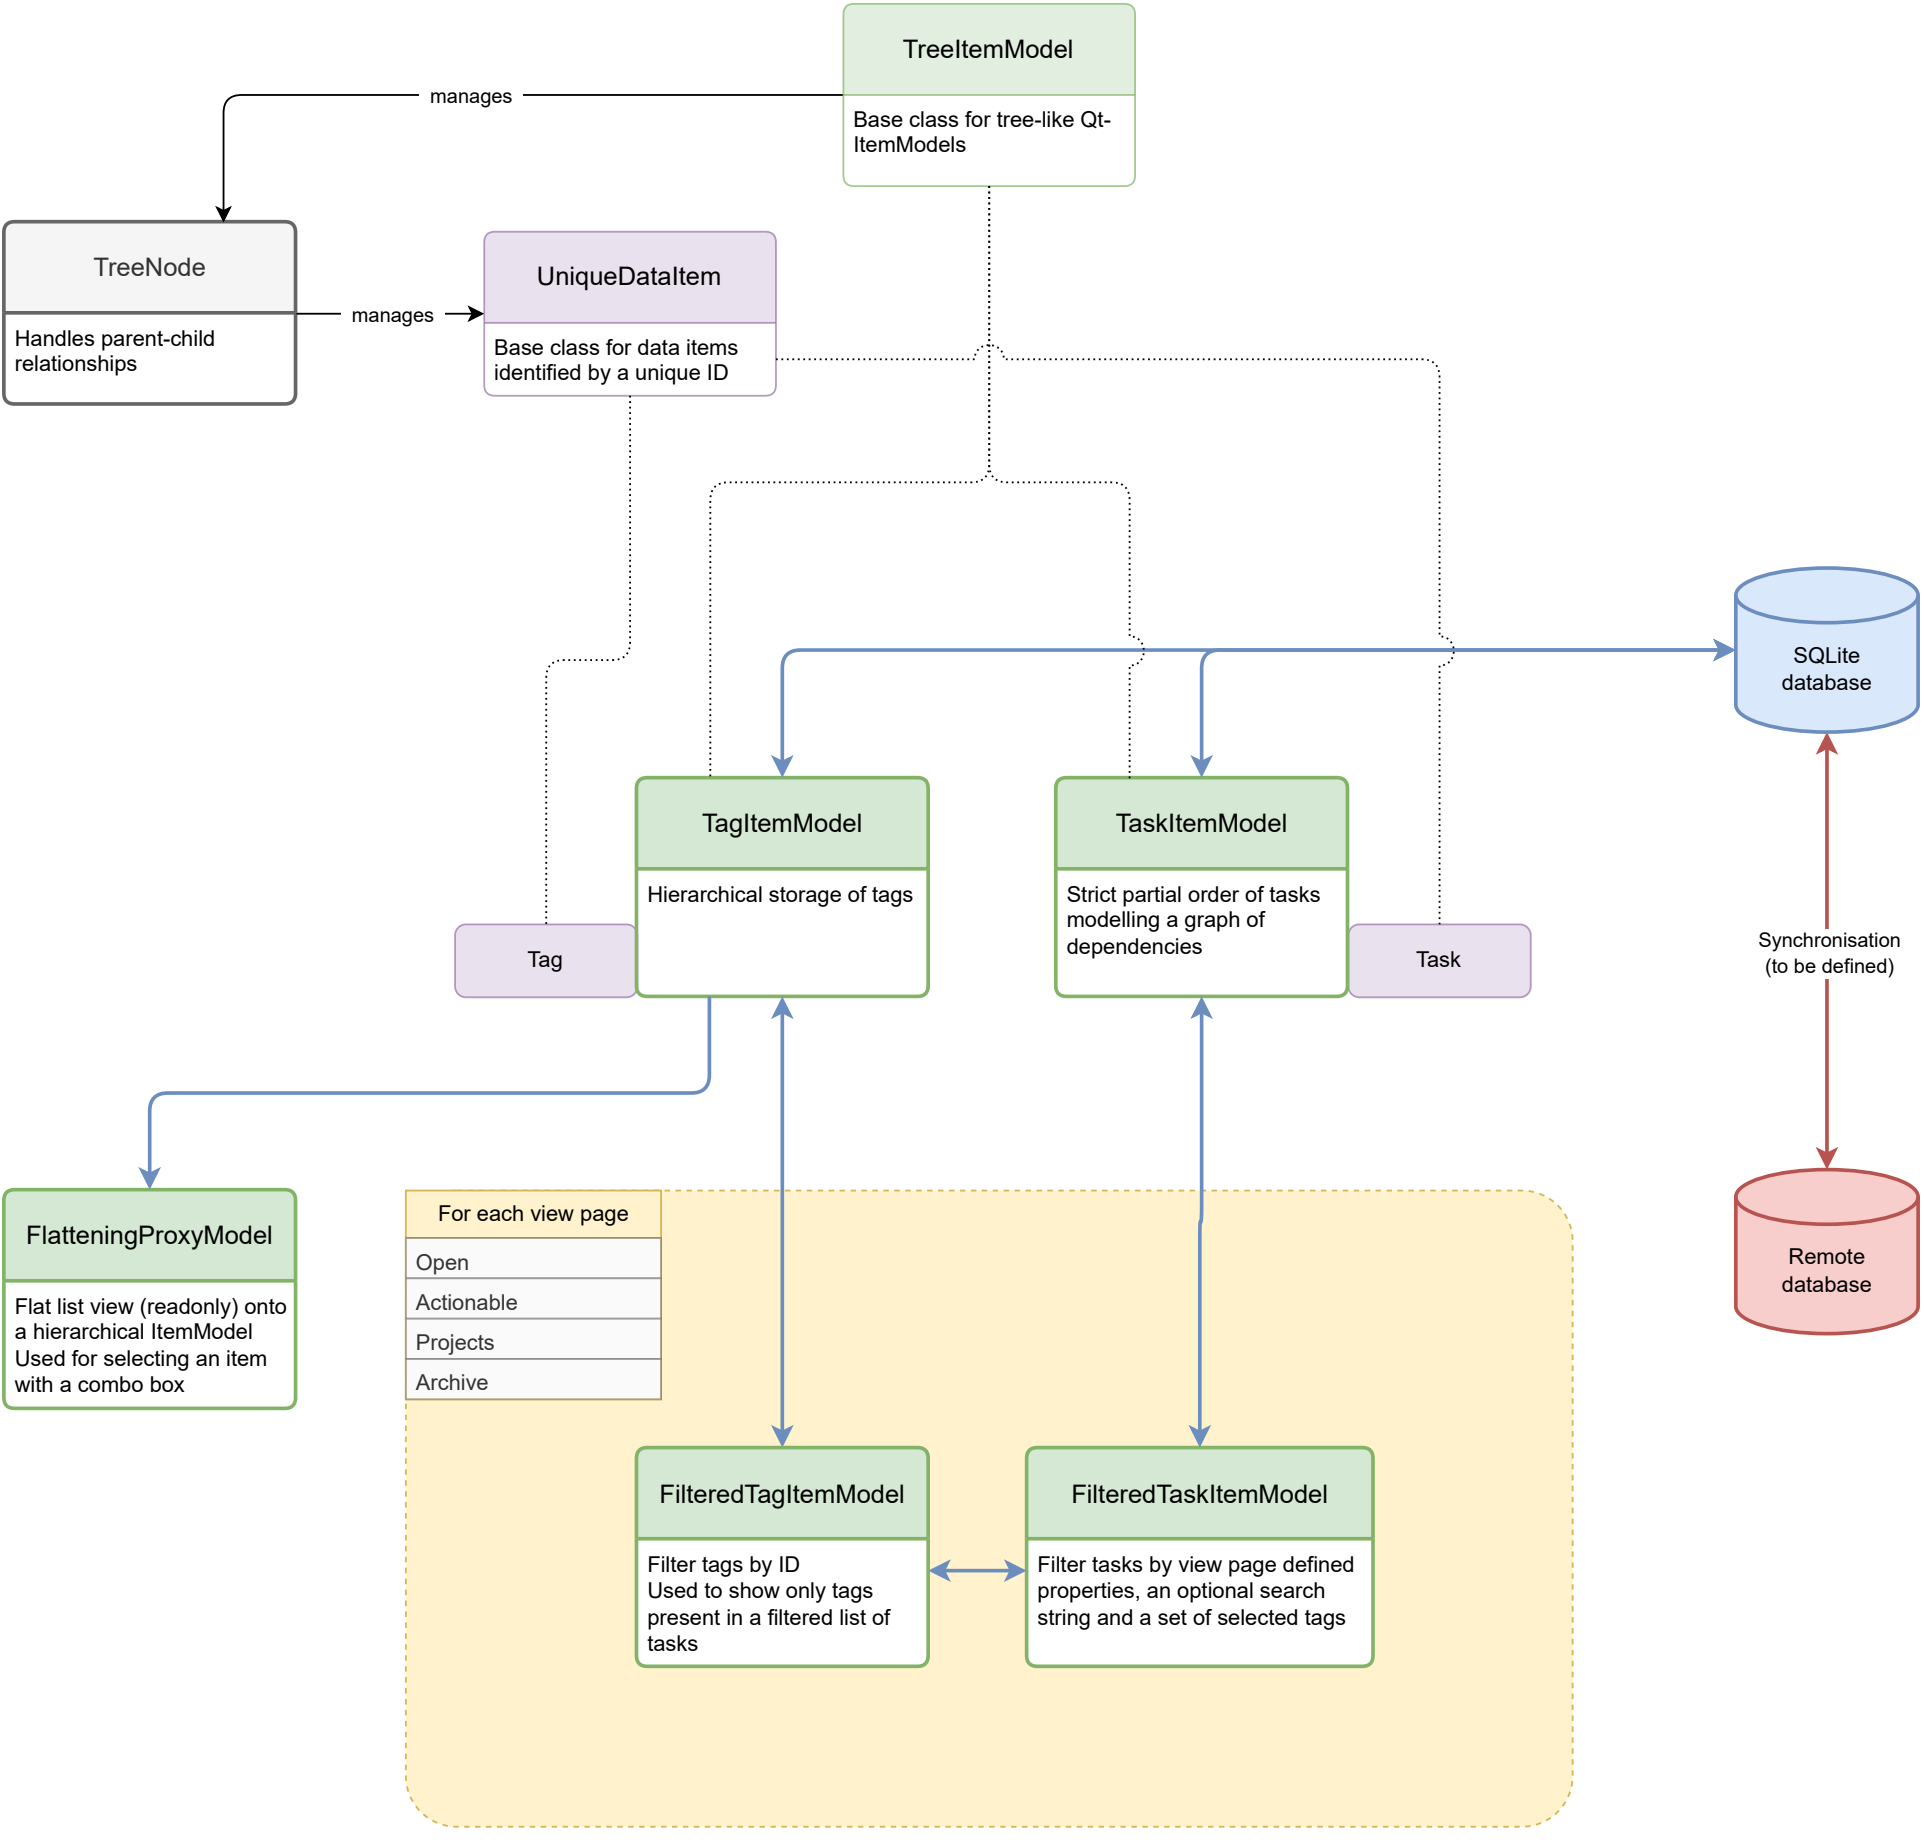 TreeItemModel
manages
Base class for tree-like Qt-
ItemModels
TreeNode
UniqueDataItem
manages
Handles parent-child
relationships
Base class for data items
identified by a unique ID
SQLite
database
TagItemModel
TaskItemModel
Hierarchical storage of tags
Strict partial order of tasks
modelling a graph of
dependencies
Tag
Task
Synchronisation
(to be defined)
For each view page
FlatteningProxyModel
Open
Actionable
Projects
Archive
Flat list view (readonly) onto
a hierarchical ItemModel
Used for selecting an item
with a combo box
Remote
database
FilteredTagItemModel
FilteredTaskItemModel
Filter tags by ID
Used to show only tags
present in a filtered list of
tasks
Filter tasks by view page defined
properties, an optional search
string and a set of selected tags